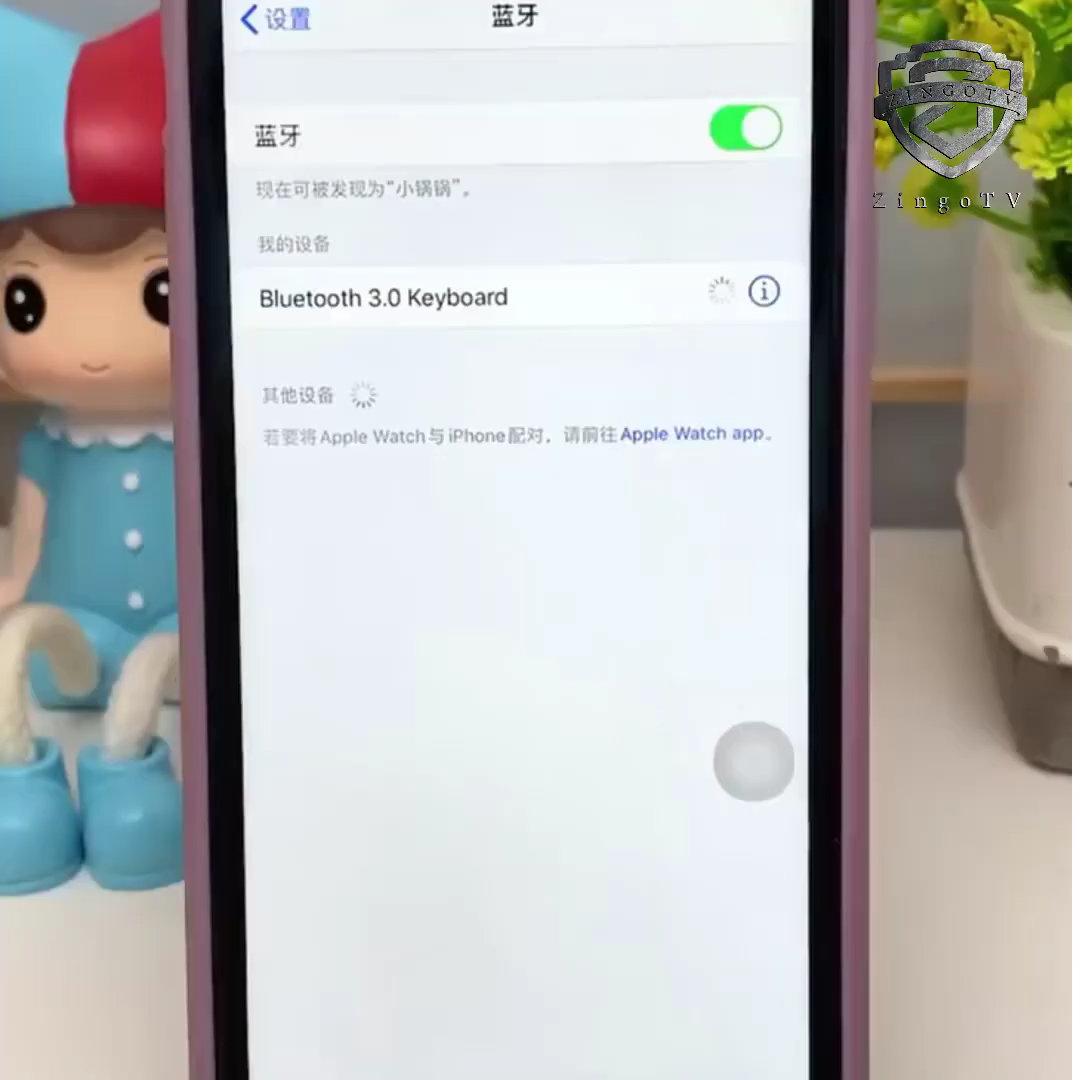 设置
蓝牙
蓝牙
现在可被发现为“小锅锅”。
我的设备
Bluetooth 3.0 Keyboard
其他设备
若要将Apple Watch与iPhone配对，请前往Apple Watch app。
ZINGOTV
ZingoTV